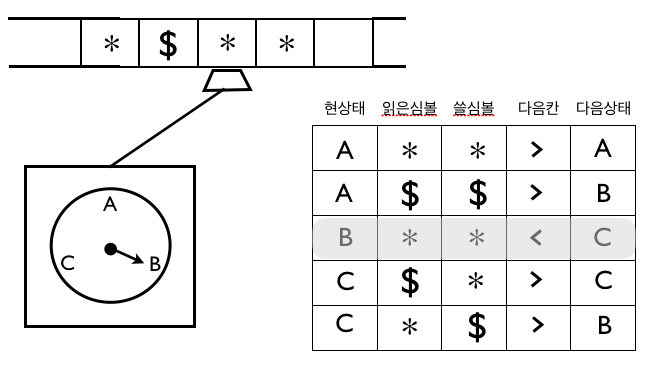 * $ * *
A
B
C
현상태 읽은심볼 쓸심볼 다음칸 다음상태
A * * > A
A $ $ > B
B * * < C
C $ * > C
C * $ > B